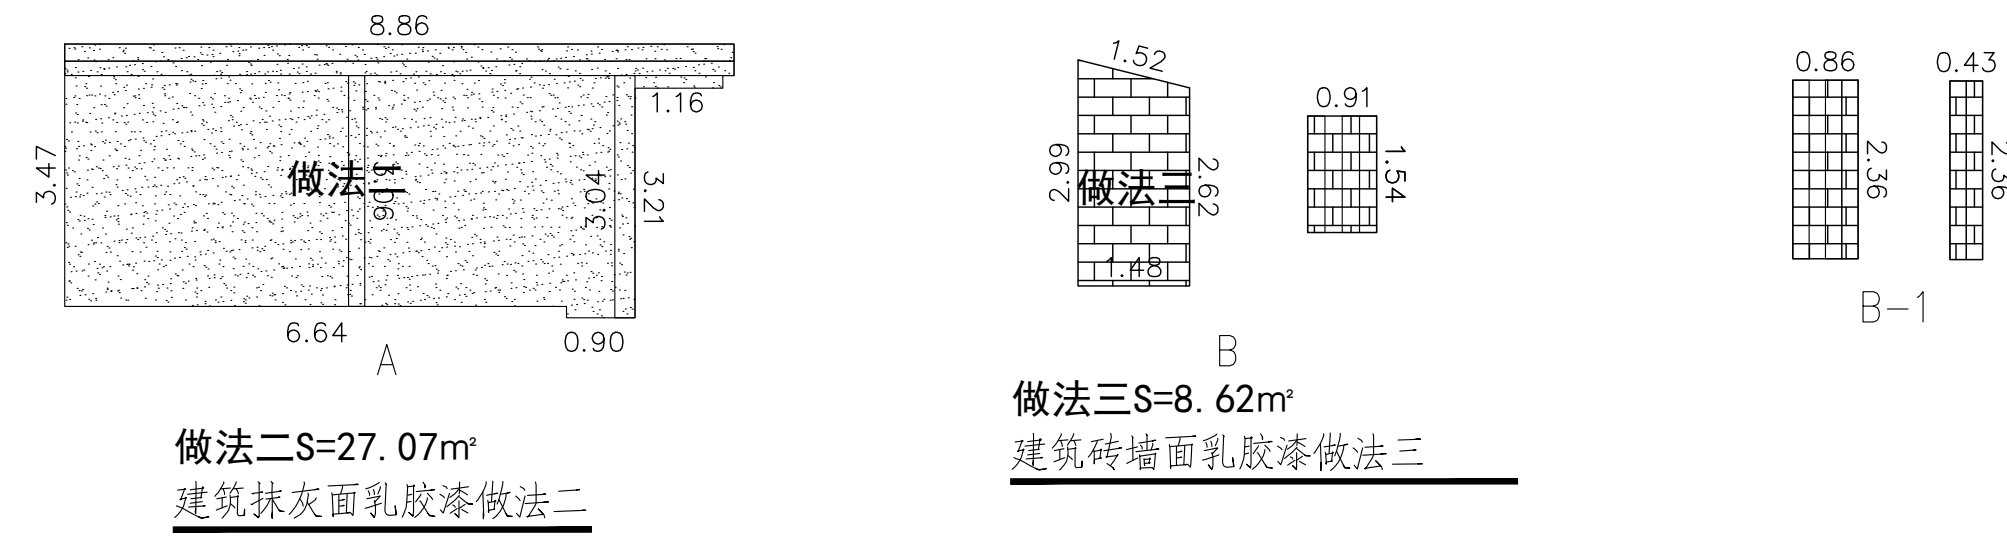 8.86
1.16
3.47
做法二
3.06
3.04
3.21
6.64
0.90
A
做法二S=27.07m²
建筑抹灰面乳胶漆做法二
1.52
0.91
2.99
做法三
2.62
1.54
1.48
B
做法三S=8.62m²
建筑砖墙面乳胶漆做法三
0.86
0.43
2.36
2.36
B-1